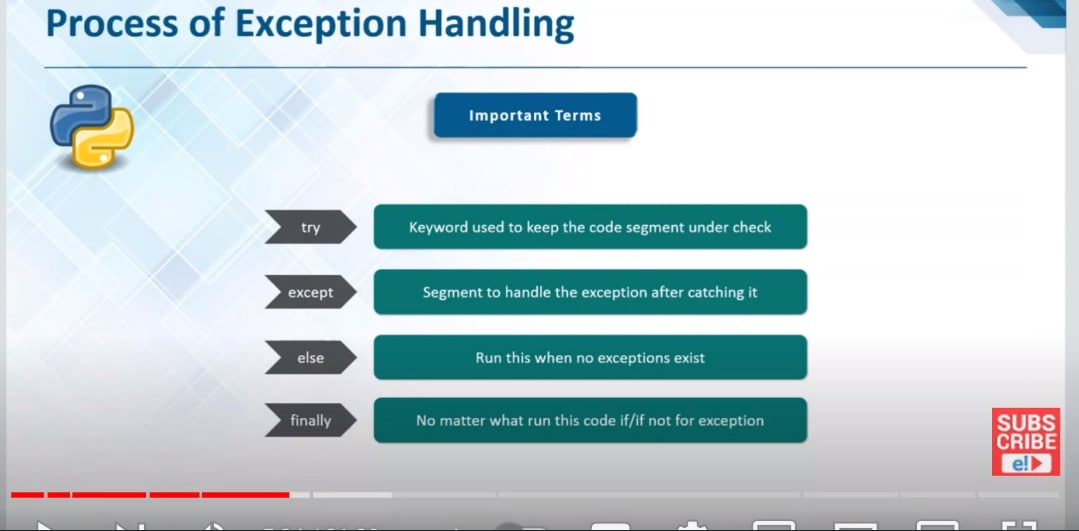 Process of Exception Handling
Important Terms
try
Keyword used to keep the code segment under check
except
Segment to handle the exception after catching it
else
Run this when no exceptions exist
finally
No matter what run this code if/if not for exception
SUBS
CRIBE
e!